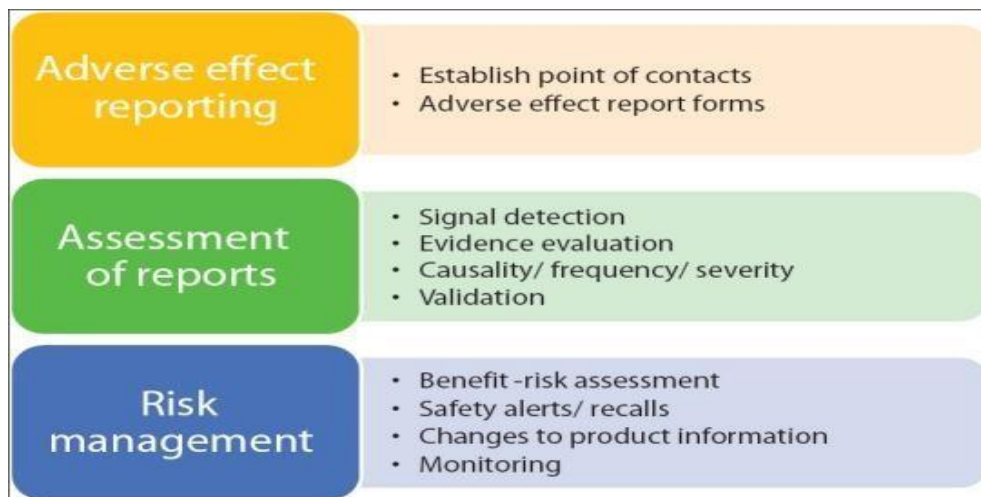 Adverse effect
reporting
• Establish point of contacts
• Adverse effect report forms
Assessment
of reports
• Signal detection
• Evidence evaluation
• Causality/ frequency/ severity
• Validation
Risk
management
• Benefit -risk assessment
• Safety alerts/ recalls
• Changes to product information
• Monitoring